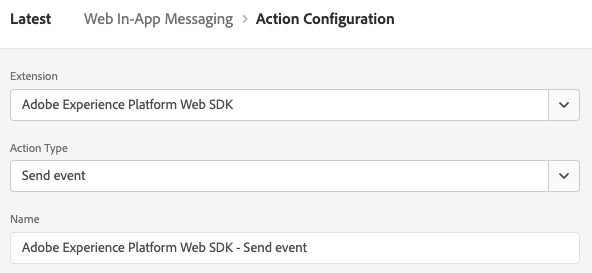 Latest Web In-App Messaging > Action Configuration
Extension
Adobe Experience Platform Web SDK
Action Type
Send event
Name
Adobe Experience Platform Web SDK - Send event